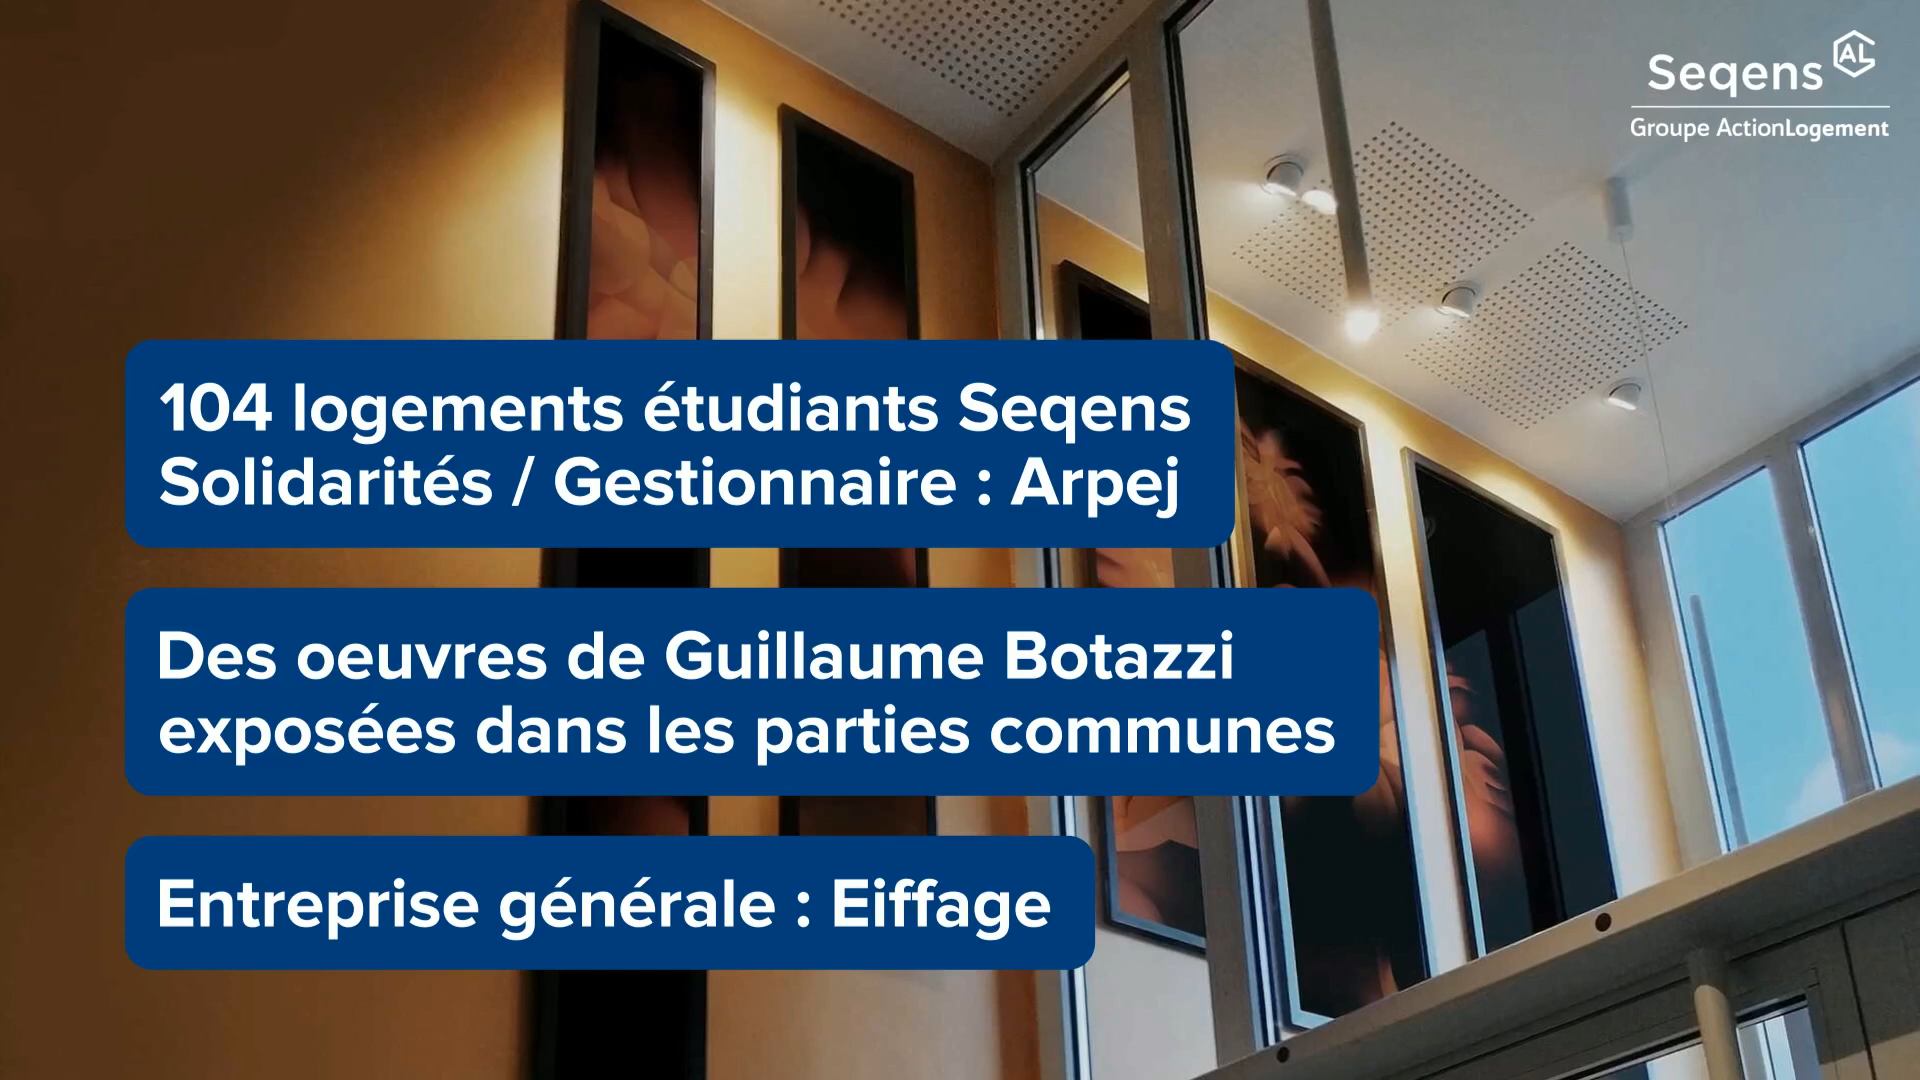 Seqens AL
Groupe ActionLogement
104 logements étudiants Seqens
Solidarités / Gestionnaire : Arpej
Des oeuvres de Guillaume Botazzi
exposées dans les parties communes
Entreprise générale : Eiffage